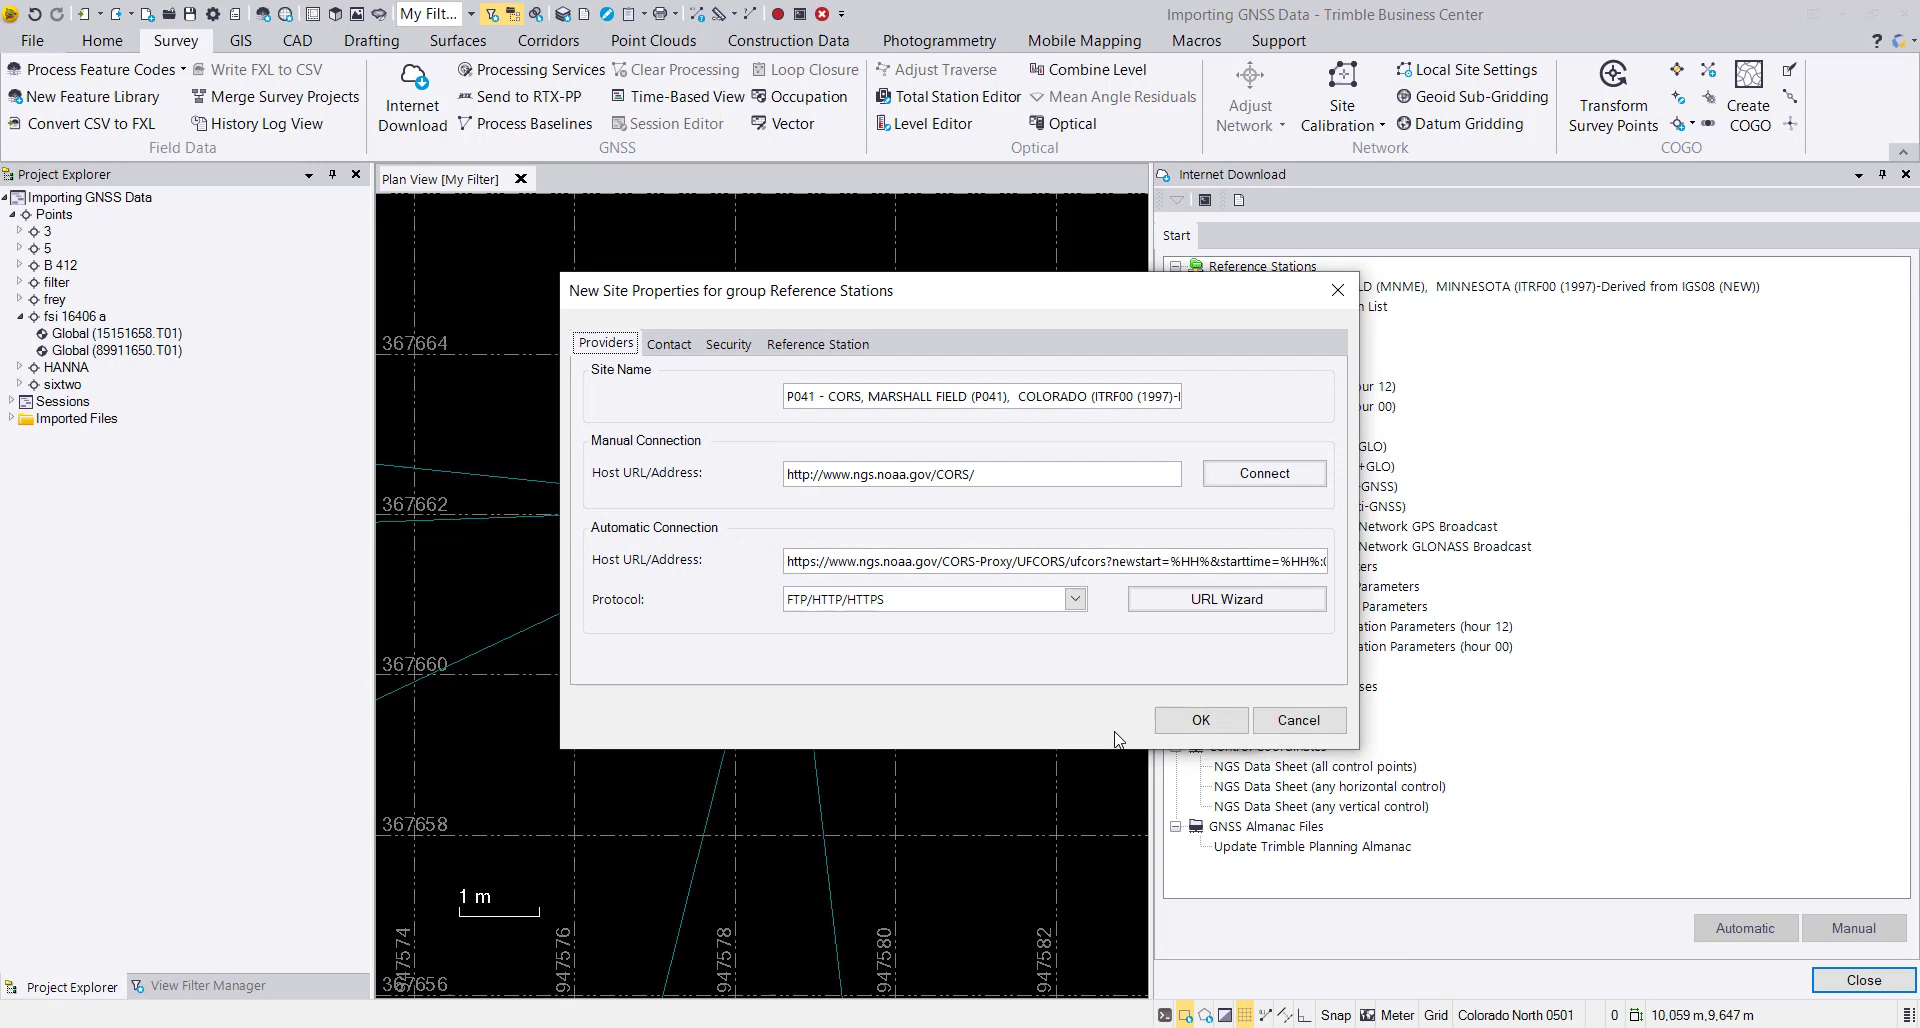 My Filt...
Importing GNSS Data - Trimble Business Center
File Home Survey GIS CAD Drafting Surfaces Corridors Point Clouds Construction Data Photogrammetry Mobile Mapping Macros Support
Process Feature Codes
Write FXL to CSV
New Feature Library
Merge Survey Projects
Convert CSV to FXL
History Log View
Field Data
Internet Download
Processing Services
Clear Processing
Loop Closure
Send to RTX-PP
Time-Based View
Occupation
Process Baselines
Session Editor
Vector
GNSS
Adjust Traverse
Combine Level
Total Station Editor
Mean Angle Residuals
Level Editor
Optical
Optical
Adjust Network
Site Calibration
Local Site Settings
Geoid Sub-Gridding
Datum Gridding
Network
Transform Survey Points
Create COGO
COGO
Project Explorer
Importing GNSS Data
Points
3
5
B 412
filter
frey
fsi 16406 a
Global (15151658.T01)
Global (89911650.T01)
HANNA
sixtwo
Sessions
Imported Files
Project Explorer
View Filter Manager
Plan View [My Filter]
367664
367662
367660
367658
367656
1 m
947574
947576
947578
947580
947582
New Site Properties for group Reference Stations
Providers Contact Security Reference Station
Site Name
P041 - CORS, MARSHALL FIELD (P041), COLORADO (ITRF00 (1997)-
Manual Connection
Host URL/Address:
http://www.ngs.noaa.gov/CORS/
Connect
Automatic Connection
Host URL/Address:
https://www.ngs.noaa.gov/CORS-Proxy/UFCORS/ufcors?newstart=%HH%&starttime=%HH%:
Protocol:
FTP/HTTP/HTTPS
URL Wizard
OK
Cancel
Internet Download
Start
Reference Stations
D (MNME), MINNESOTA (ITRF00 (1997)-Derived from IGS08 (NEW))
n List
ur 12)
ur 00)
GLO)
+GLO)
-GNSS)
i-GNSS)
Network GPS Broadcast
Network GLONASS Broadcast
ers
Parameters
Parameters
ation Parameters (hour 12)
ation Parameters (hour 00)
ses
Control Coordinates
NGS Data Sheet (all control points)
NGS Data Sheet (any horizontal control)
NGS Data Sheet (any vertical control)
GNSS Almanac Files
Update Trimble Planning Almanac
Automatic
Manual
Close
Snap
Meter
Grid
Colorado North 0501
0
10,059 m,9,647 m